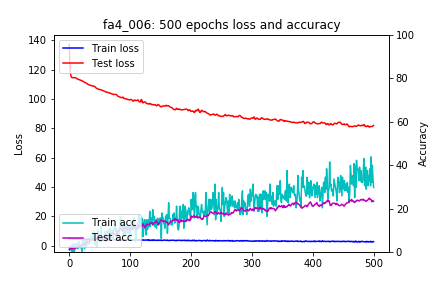 fa4_006: 500 epochs loss and accuracy
140
120
100
80
60
40
20
0
Loss
Train loss
Test loss
Train acc
Test acc
100
80
60
40
20
0
Accuracy
0
100
200
300
400
500